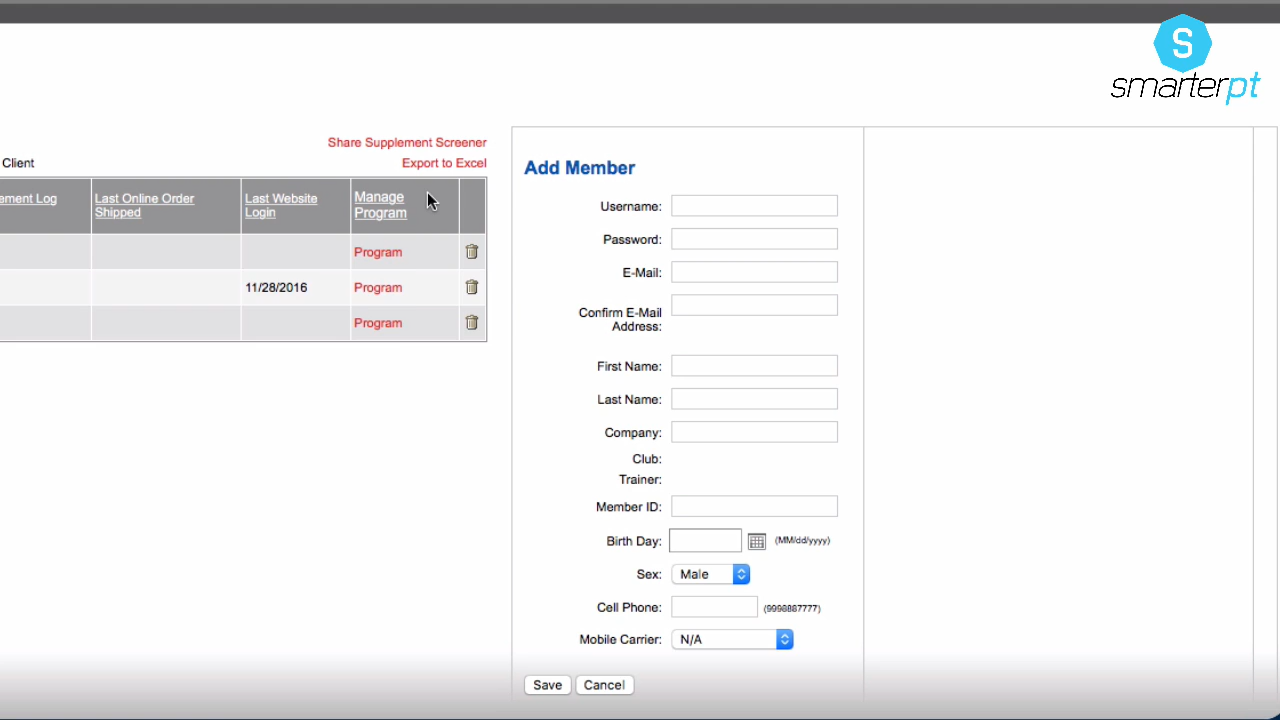 S
smarterpt
Share Supplement Screener
Client
Export to Excel
ement Log
Last Online Order
Shipped
Last Website
Login
Manage
Program
Program
11/28/2016
Program
Program
Add Member
Username:
Password:
E-Mail:
Confirm E-Mail
Address:
First Name:
Last Name:
Company:
Club:
Trainer:
Member ID:
Birth Day:
(MM/dd/yyyy)
Sex:
Male
Cell Phone:
(9998887777)
Mobile Carrier:
N/A
Save
Cancel